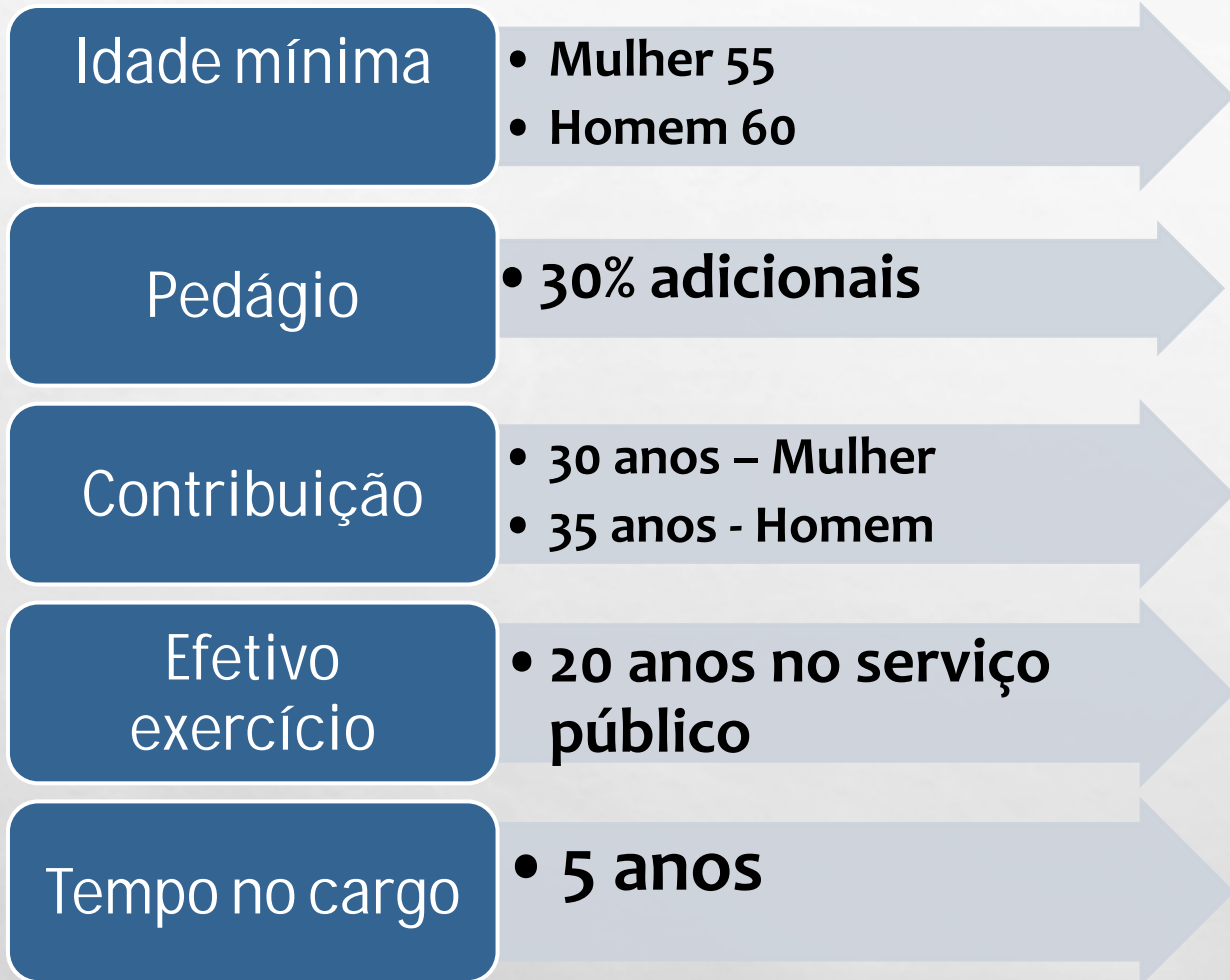 Idade mínima
• Mulher 55
• Homem 60
Pedágio
• 30% adicionais
Contribuição
• 30 anos – Mulher
• 35 anos - Homem
Efetivo
exercício
• 20 anos no serviço
público
Tempo no cargo
• 5 anos